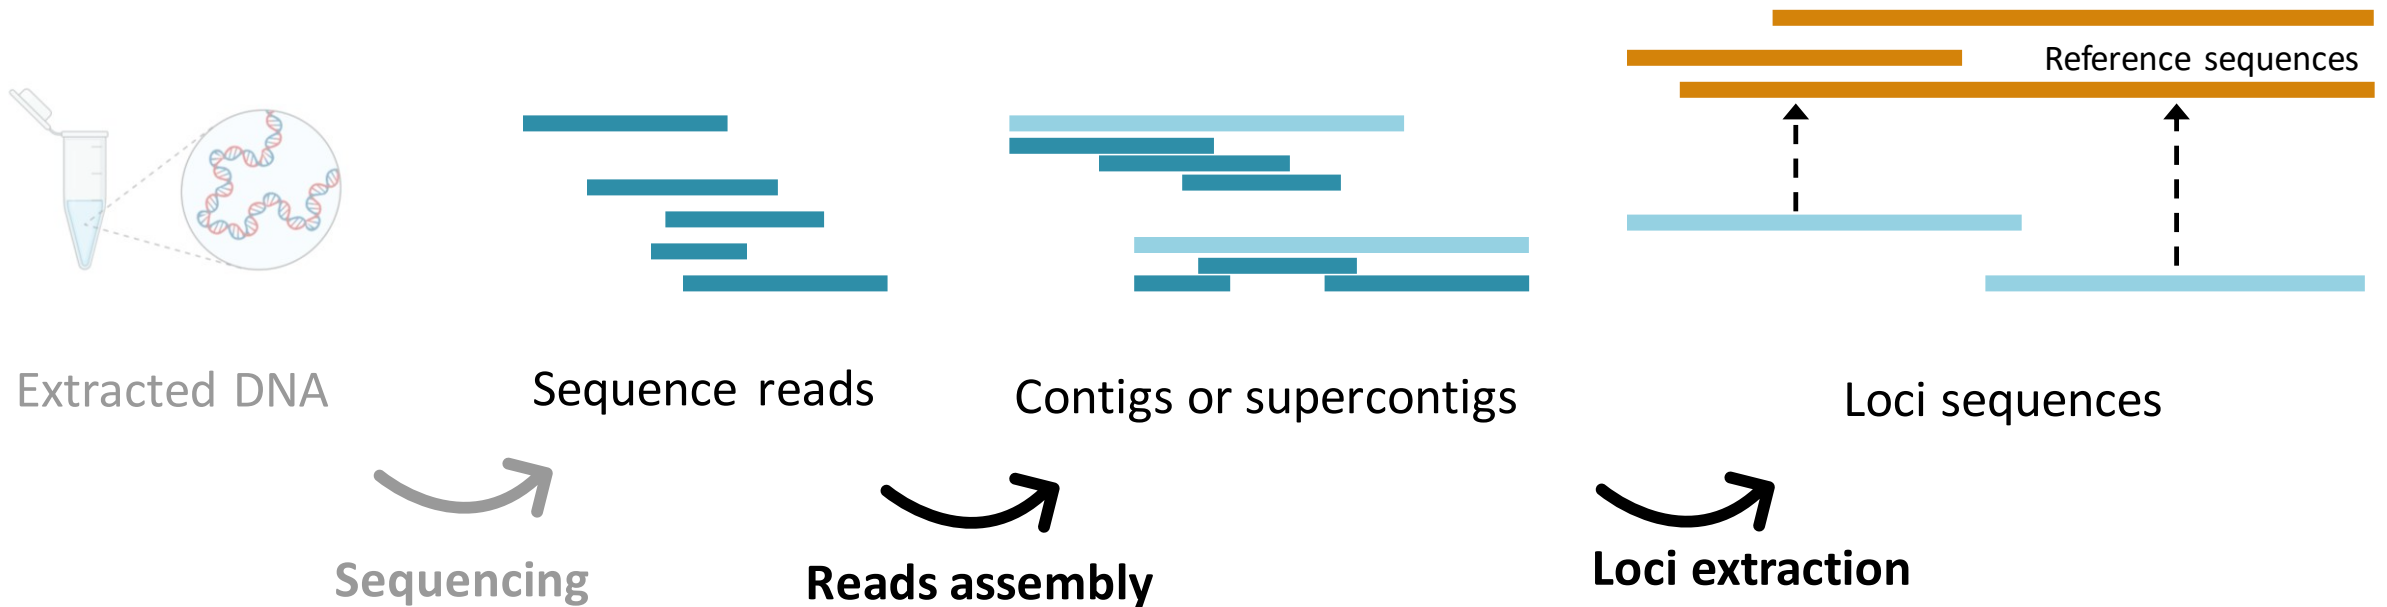 Reference sequences
Extracted DNA
Sequence reads
Contigs or supercontigs
Loci sequences
Sequencing
Reads assembly
Loci extraction